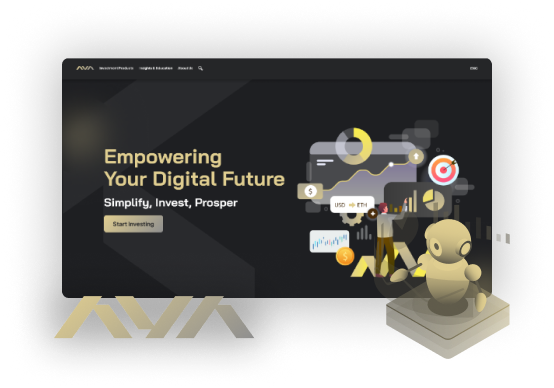 AVA Investment Products Insights & Education About Us ENG
Empowering
Your Digital Future
Simplify, Invest, Prosper
Start Investing
$
USD ETH
$
AVA